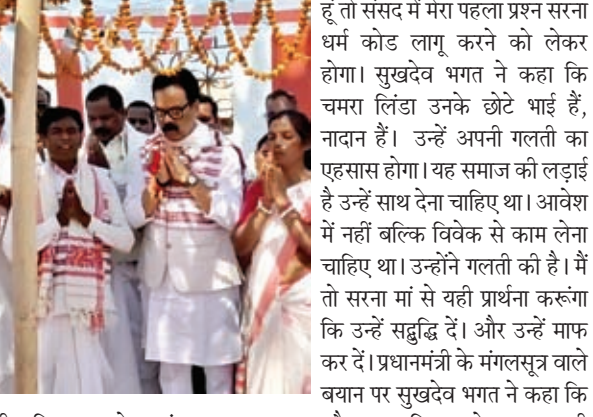 हूं तो संसद में मेरा पहला प्रश्न सरना
धर्म कोड लागू करने को लेकर
होगा। सुखदेव भगत ने कहा कि
चमरा लिंडा उनके छोटे भाई हैं,
नादान हैं। उन्हें अपनी गलती का
एहसास होगा। यह समाज की लड़ाई
है उन्हें साथ देना चाहिए था। आवेश
में नहीं बल्कि विवेक से काम लेना
चाहिए था। उन्होंने गलती की है। मैं
तो सरना मां से यही प्रार्थना करूंगा
कि उन्हें सद्बुद्धि दें। और उन्हें माफ
कर दें। प्रधानमंत्री के मंगलसूत्र वाले
बयान पर सुखदेव भगत ने कहा कि